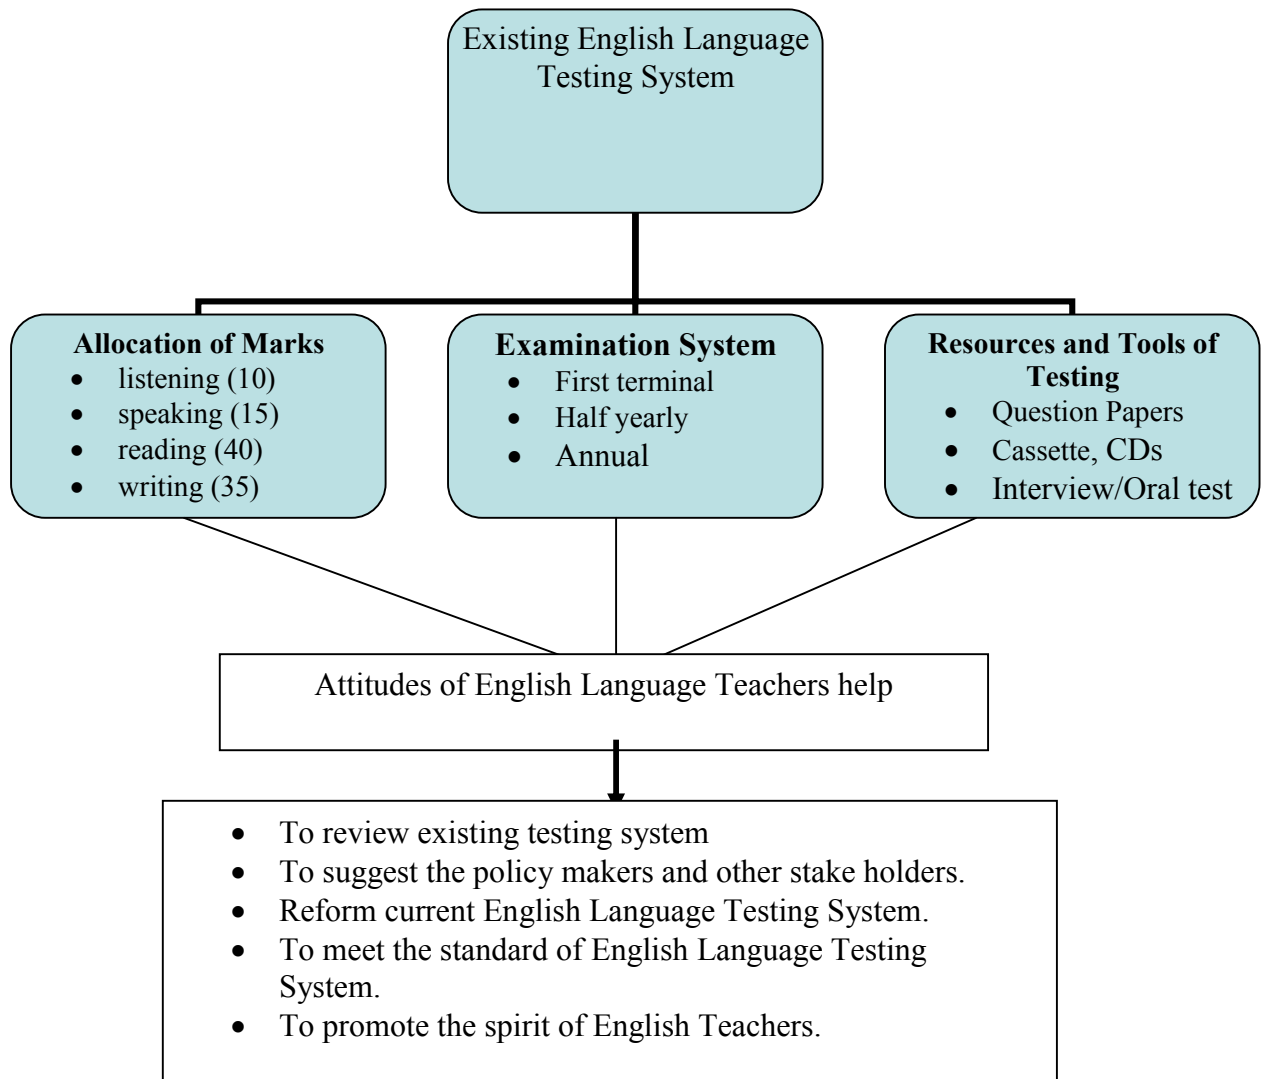 Existing English Language
Testing System
Allocation of Marks
• listening (10)
• speaking (15)
• reading (40)
• writing (35)
Examination System
• First terminal
• Half yearly
• Annual
Resources and Tools of
Testing
• Question Papers
• Cassette, CDs
• Interview/Oral test
Attitudes of English Language Teachers help
• To review existing testing system
• To suggest the policy makers and other stake holders.
• Reform current English Language Testing System.
• To meet the standard of English Language Testing
System.
• To promote the spirit of English Teachers.